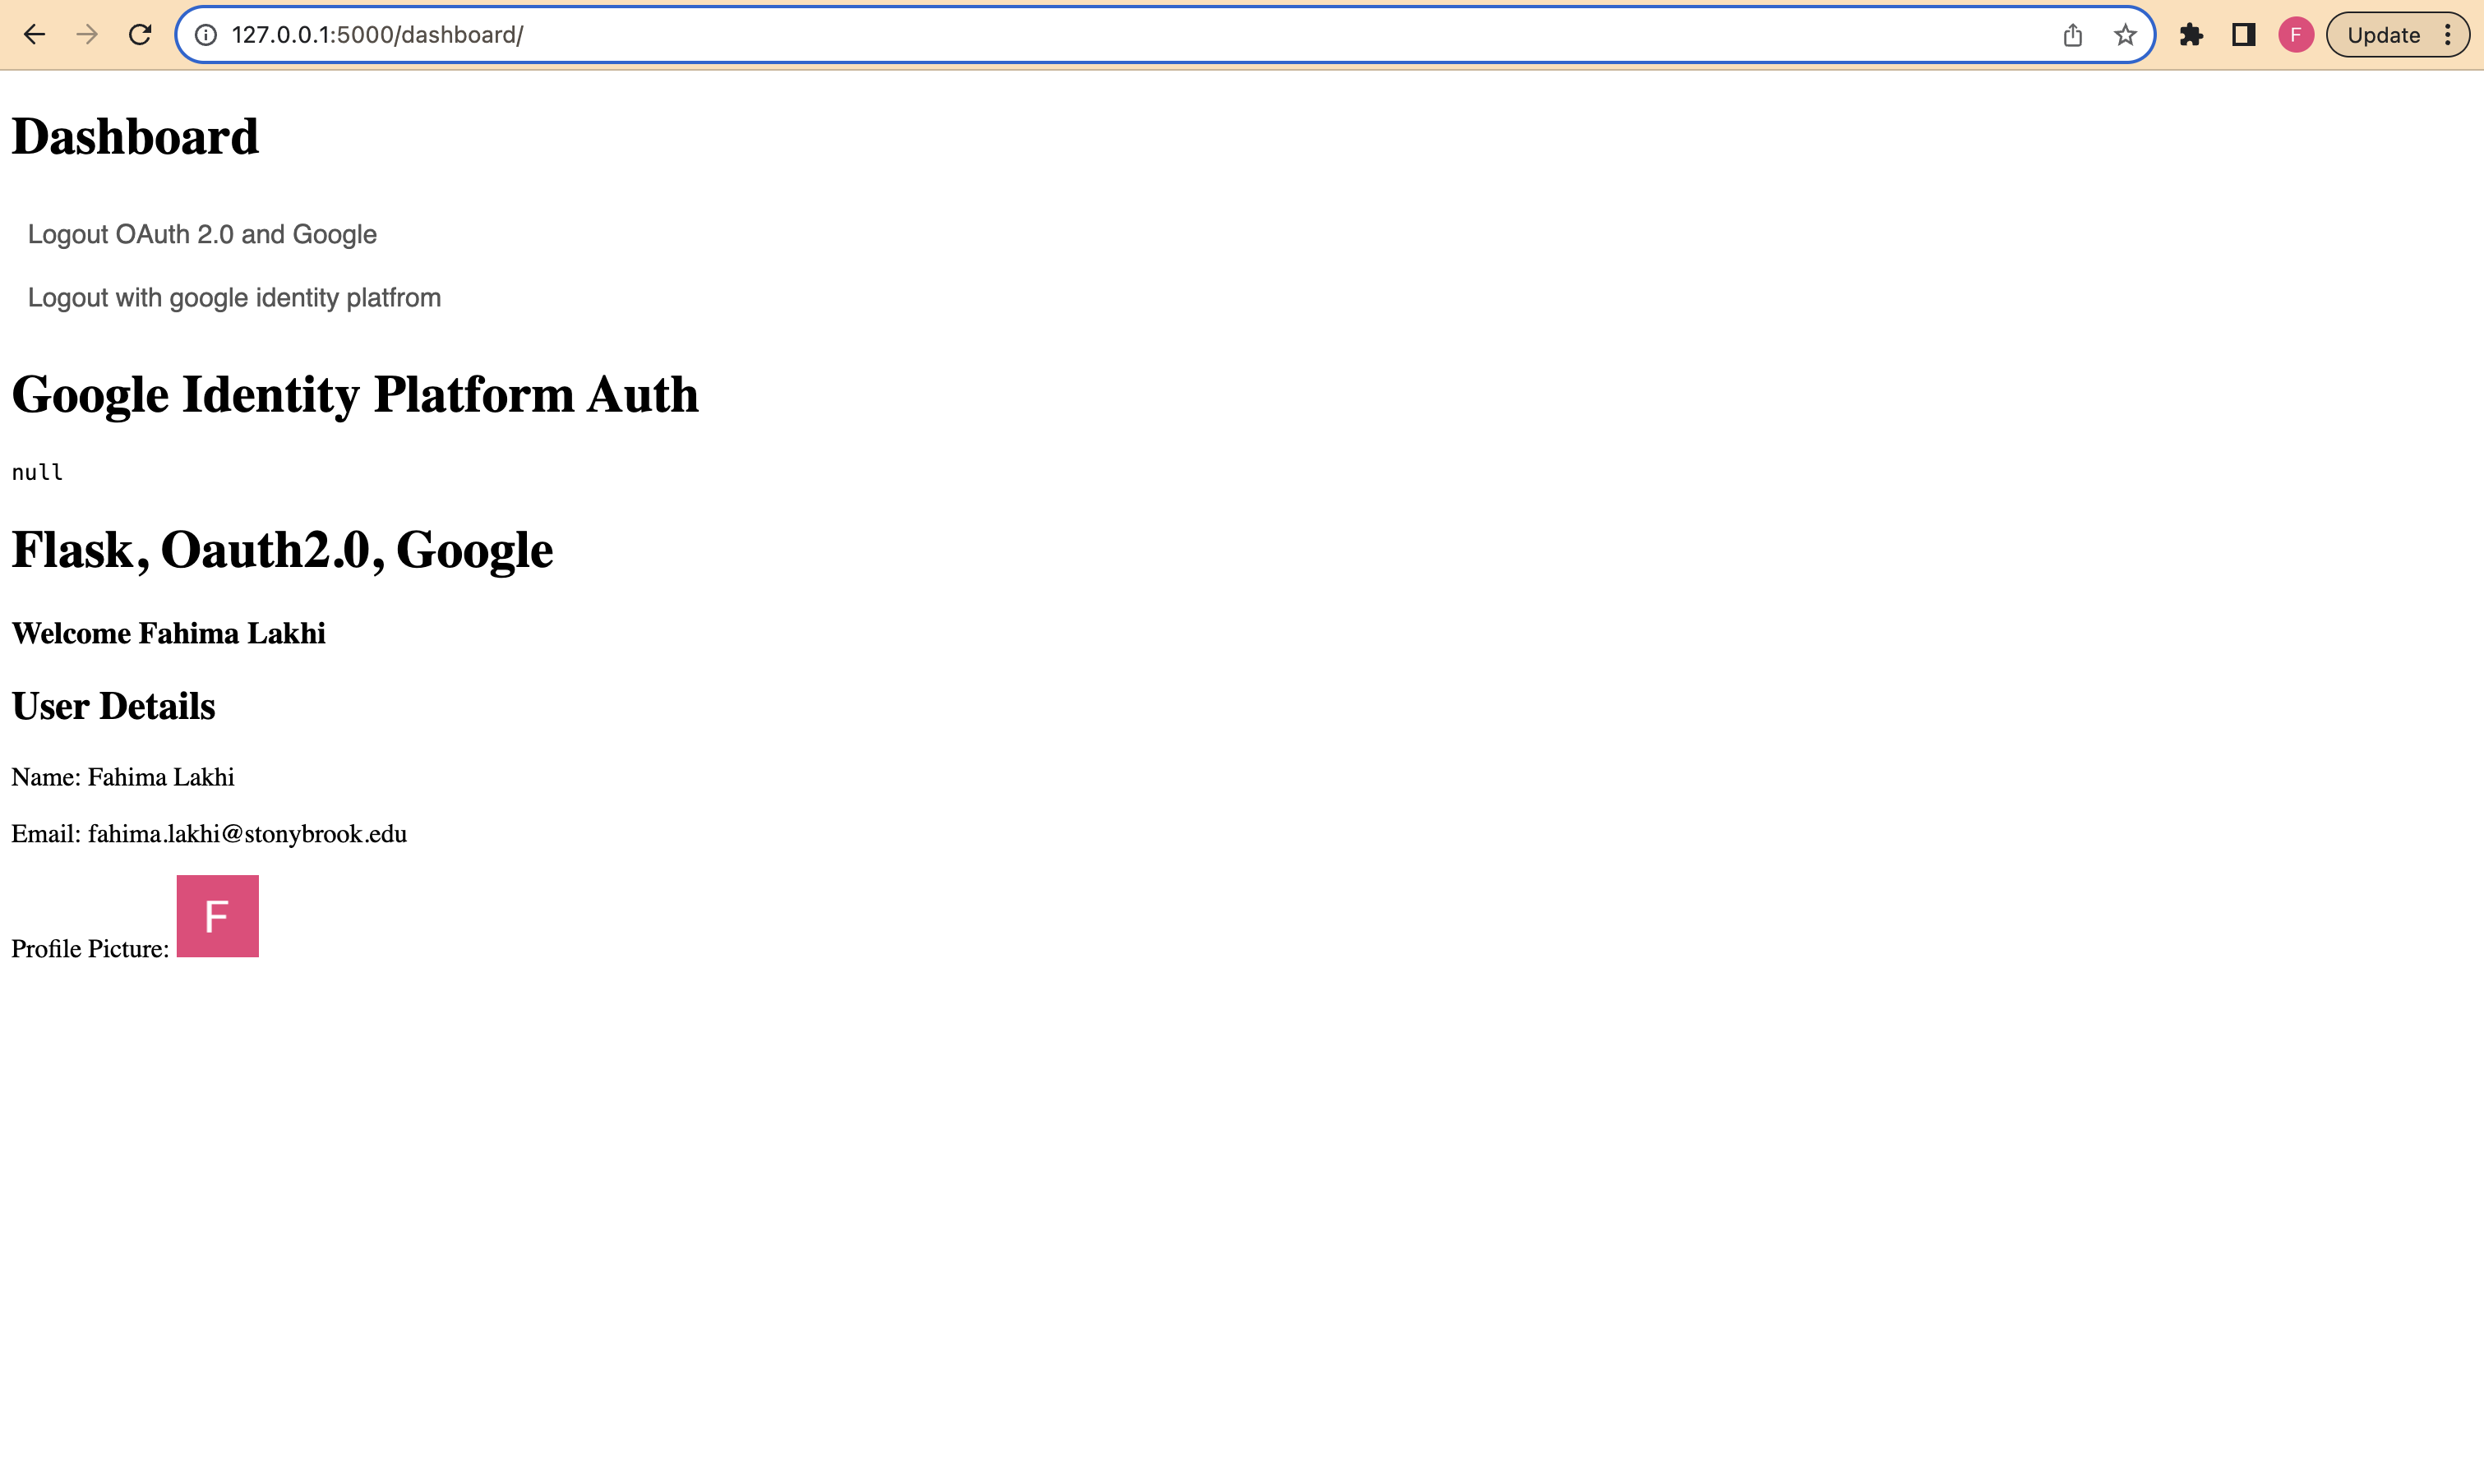 127.0.0.1:5000/dashboard/
F
Update
Dashboard
Logout OAuth 2.0 and Google
Logout with google identity platfrom
Google Identity Platform Auth
null
Flask, Oauth2.0, Google
Welcome Fahima Lakhi
User Details
Name: Fahima Lakhi
Email: fahima.lakhi@stonybrook.edu
F
Profile Picture: